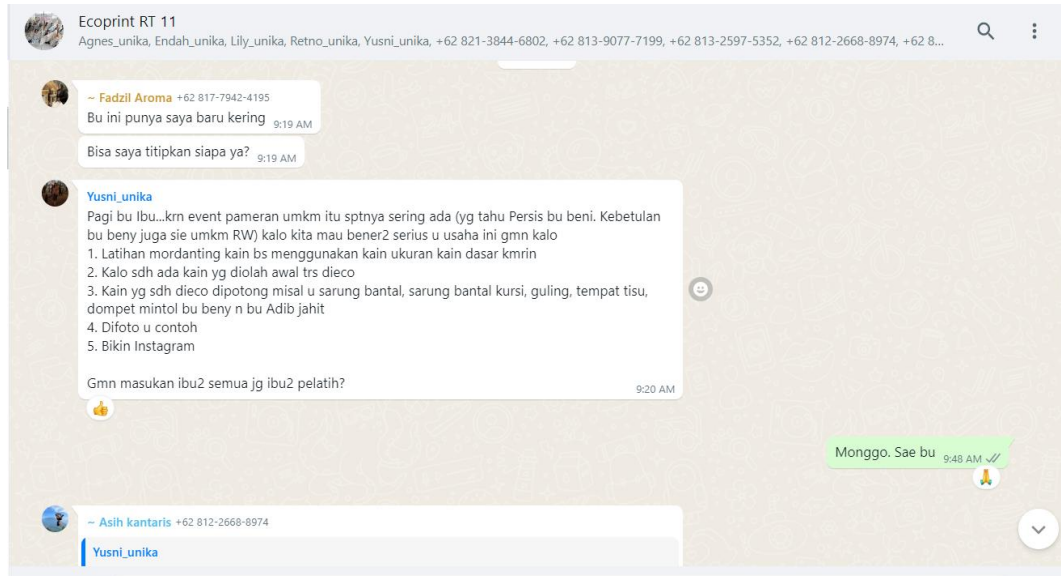 Ecoprint RT 11
Agnes_unika, Endah_unika, Lily_unika, Retno_unika, Yusni_unika, +62 821-3844-6802, +62 813-9077-7199, +62 813-2597-5352, +62 812-2668-8974, +62 8...
~ Fadzil Aroma +62 817-7942-4195
Bu ini punya saya baru kering 9:19 AM
Bisa saya titipkan siapa ya? 9:19 AM
Yusni_unika
Pagi bu Ibu...krn event pameran umkm itu sptnya sering ada (yg tahu Persis bu beni. Kebetulan
bu beny juga sie umkm RW) kalo kita mau bener2 serius u usaha ini gmn kalo
1. Latihan mordanting kain bs menggunakan kain ukuran kain dasar kmrin
2. Kalo sdh ada kain yg diolah awal trs dieco
3. Kain yg sdh dieco dipotong misal u sarung bantal, sarung bantal kursi, guling, tempat tisu,
dompet mintol bu beny n bu Adib jahit
4. Difoto u contoh
5. Bikin Instagram
Gmn masukan ibu2 semua jg ibu2 pelatih?
9:20 AM
Monggo. Sae bu 9:48 AM
~ Asih kantaris +62 812-2668-8974
Yusni_unika